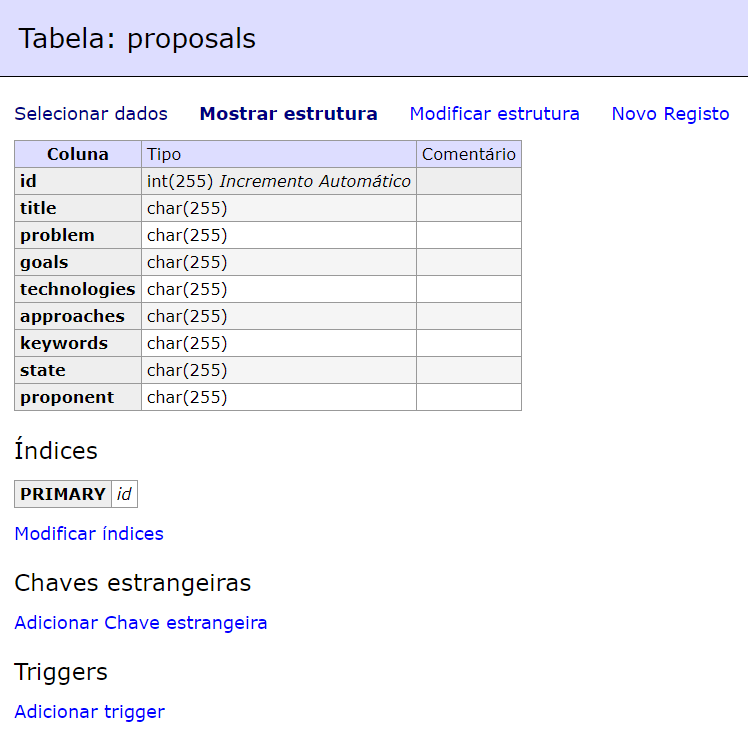 Tabela: proposals
Selecionar dados Mostrar estrutura Modificar estrutura Novo Registo
Coluna Tipo Comentário
id int(255) Incremento Automático
title char(255)
problem char(255)
goals char(255)
technologies char(255)
approaches char(255)
keywords char(255)
state char(255)
proponent char(255)
Índices
PRIMARY id
Modificar índices
Chaves estrangeiras
Adicionar Chave estrangeira
Triggers
Adicionar trigger